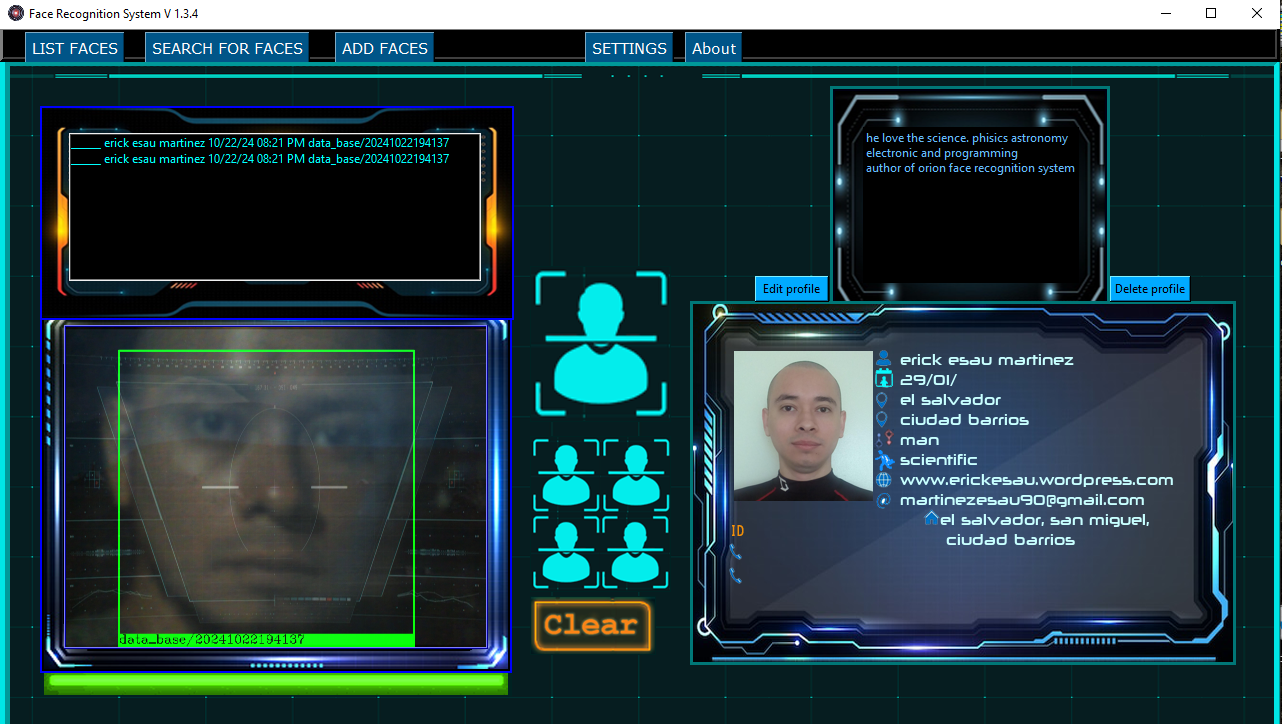 Face Recognition System V 1.3.4
LIST FACES
SEARCH FOR FACES
ADD FACES
SETTINGS
About
_____ erick esau martinez 10/22/24 08:21 PM data_base/20241022194137
_____ erick esau martinez 10/22/24 08:21 PM data_base/20241022194137
he love the science. phisics astronomy
electronic and programming
author of orion face recognition system
Edit profile
Delete profile
data_base/20241022194137
Clear
erick esau martinez
29/01/
el salvador
ciudad barrios
man
scientific
www.erickesau.wordpress.com
martinezesau90@gmail.com
el salvador, san miguel,
ciudad barrios
ID